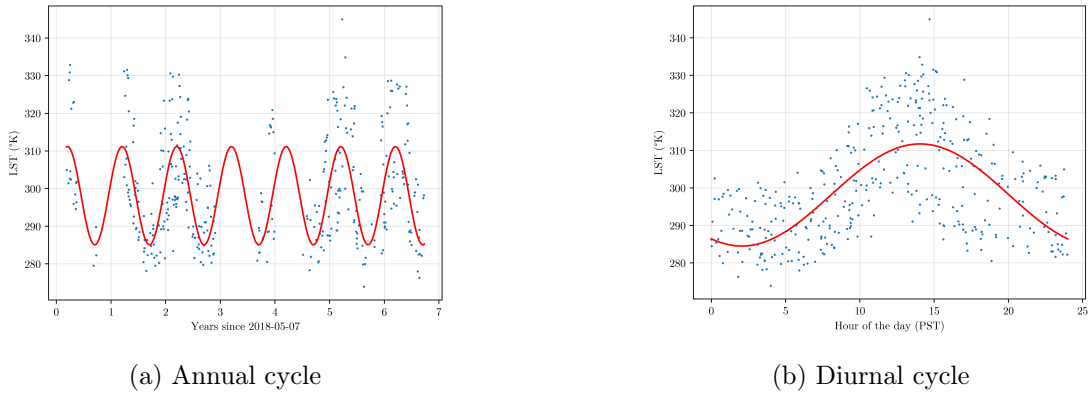 340
330
320
310
300
290
280
LST (°K)
0 1 2 3 4 5 6 7
Years since 2018-05-07
(a) Annual cycle
340
330
320
310
300
290
280
LST (°K)
0 5 10 15 20 25
Hour of the day (PST)
(b) Diurnal cycle